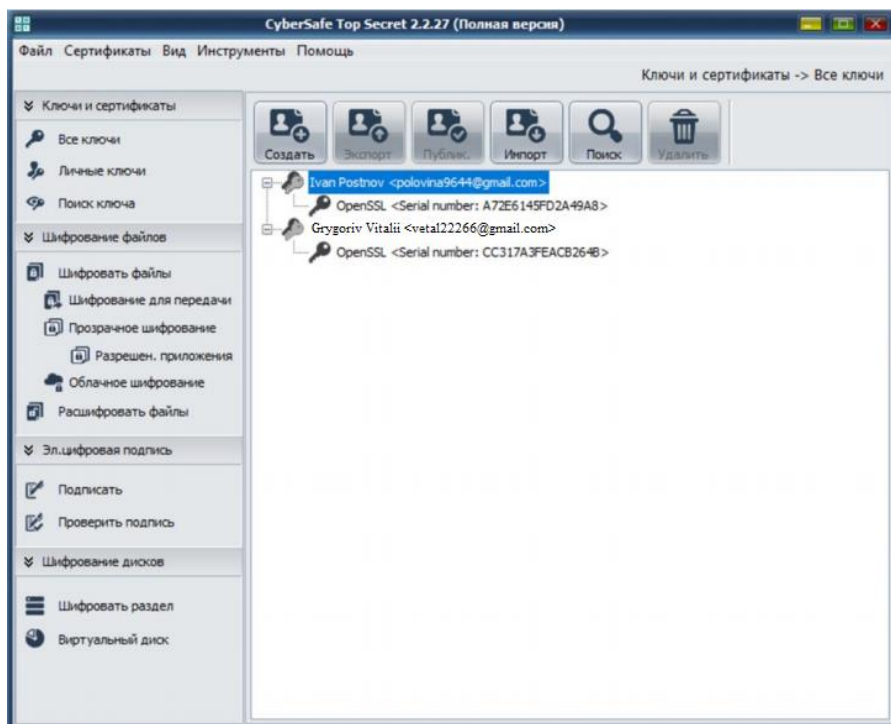 CyberSafe Top Secret 2.2.27 (Полная версия)
Файл Сертификаты Вид Инструменты Помощь
Ключи и сертификаты -> Все ключи
Ключи и сертификаты
Все ключи
Личные ключи
Поиск ключа
Шифрование файлов
Шифровать файлы
Шифрование для передачи
Прозрачное шифрование
Разрешен. приложения
Облачное шифрование
Расшифровать файлы
Эл.цифровая подпись
Подписать
Проверить подпись
Шифрование дисков
Шифровать раздел
Виртуальный диск
Создать Экспорт Публик. Импорт Поиск Удалить
Ivan Postnov <polovina9644@gmail.com>
OpenSSL <Serial number: A72E6145FD2A49A8>
Grygoriv Vitalii <vetal22266@gmail.com>
OpenSSL <Serial number: CC317A3FEACB264B>